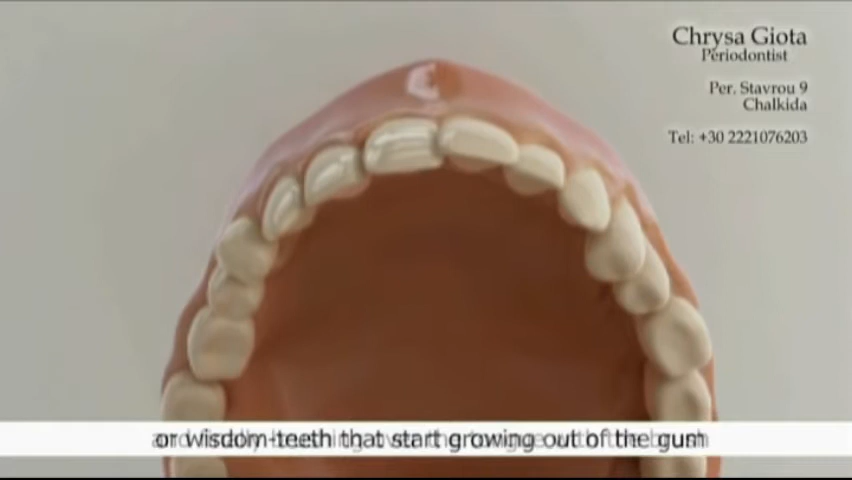 Chrysa Giota
Periodontist
Per. Stavrou 9
Chalkida
Tel: +30 2221076203
or wisdom-teeth that start growing out of the gum